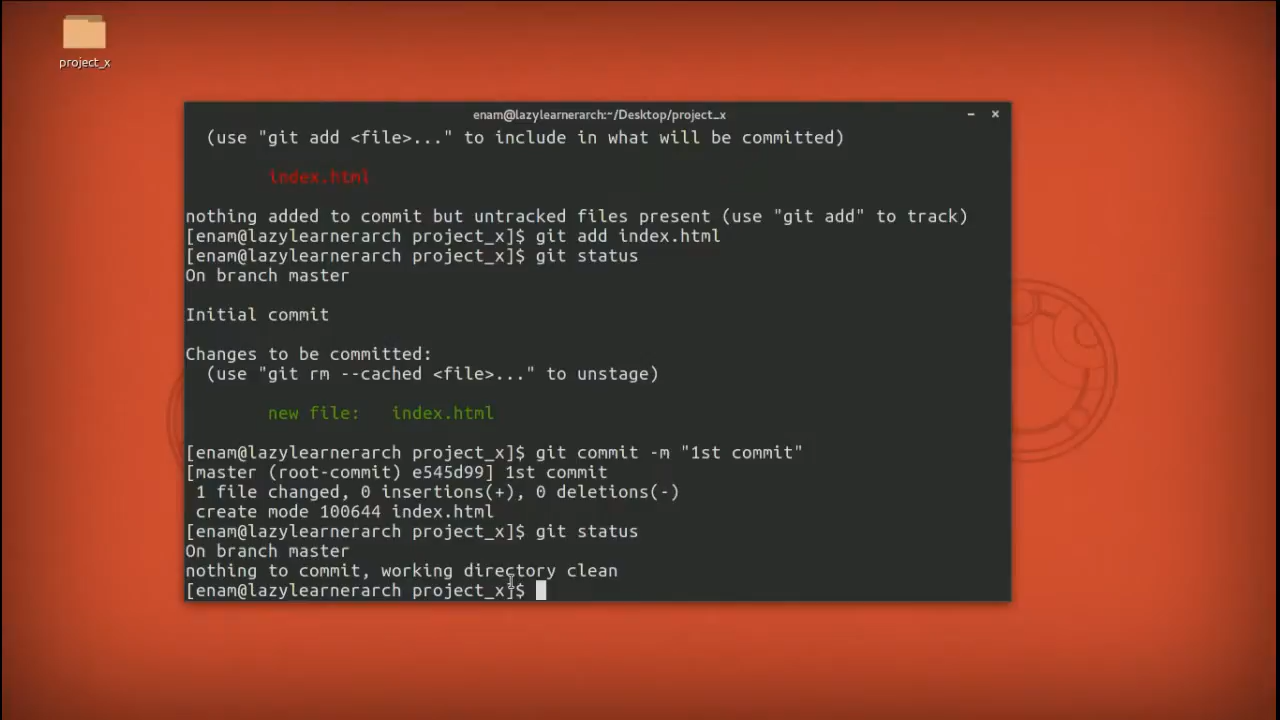 project_x
enam@lazylearnerarch:~/Desktop/project_x
(use "git add <file>..." to include in what will be committed)
index.html
nothing added to commit but untracked files present (use "git add" to track)
[enam@lazylearnerarch project_x]$ git add index.html
[enam@lazylearnerarch project_x]$ git status
On branch master
Initial commit
Changes to be committed:
(use "git rm --cached <file>..." to unstage)
new file:   index.html
[enam@lazylearnerarch project_x]$ git commit -m "1st commit"
[master (root-commit) e545d99] 1st commit
1 file changed, 0 insertions(+), 0 deletions(-)
create mode 100644 index.html
[enam@lazylearnerarch project_x]$ git status
On branch master
nothing to commit, working directory clean
[enam@lazylearnerarch project_x]$